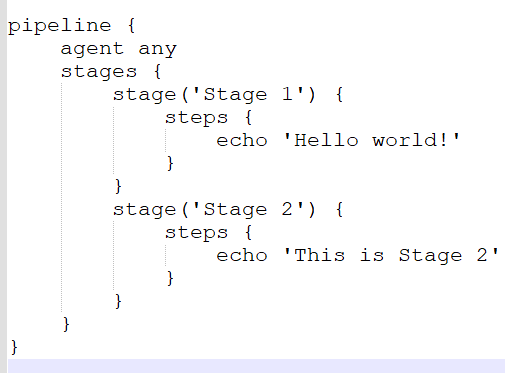 pipeline {
    agent any
    stages {
        stage('Stage 1') {
            steps {
                echo 'Hello world!'
            }
        }
        stage('Stage 2') {
            steps {
                echo 'This is Stage 2'
            }
        }
    }
}